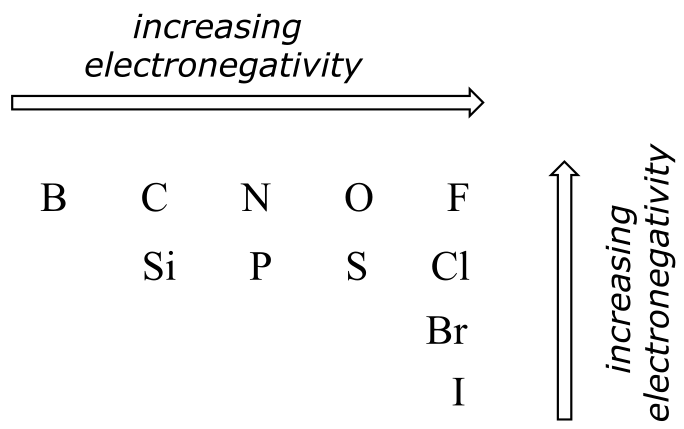 increasing
electronegativity
B C N O F
Si P S Cl
Br
I
increasing
electronegativity